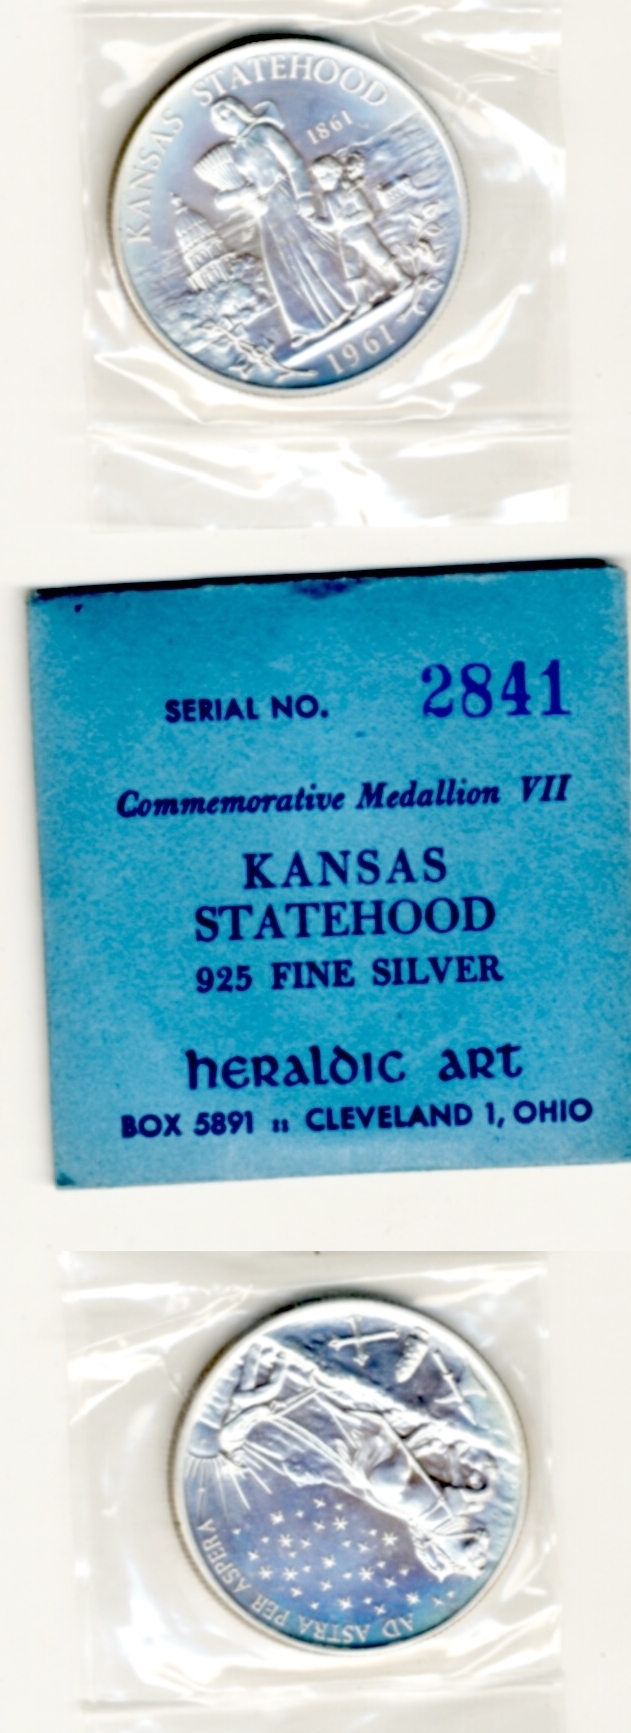 KANSAS STATEHOOD
1861
1961
SERIAL NO. 2841
Commemorative Medallion VII
KANSAS
STATEHOOD
925 FINE SILVER
heraldic art
BOX 5891 :: CLEVELAND 1, OHIO
AD ASTRA PER ASPERA